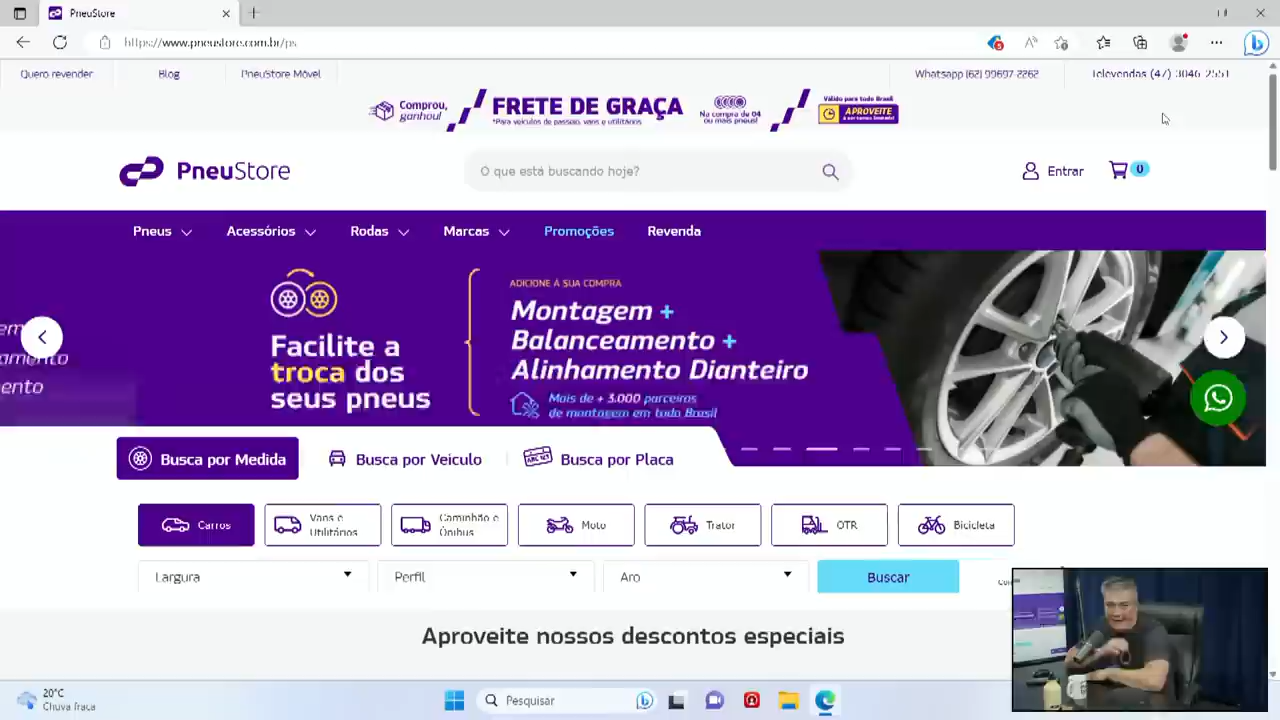 PneuStore
https://www.pneustore.com.br/ps
Quero revender
Blog
PneuStore Móvel
Whatsapp (62) 99697-2262
Televendas (47) 3046-2551
Comprou,
ganhou!
FRETE DE GRAÇA
*Para veículos de passeio, vans e utilitários
Na compra de 04
ou mais pneus!
Válido para todo Brasil
APROVEITE
PneuStore
O que está buscando hoje?
Entrar
0
Pneus
Acessórios
Rodas
Marcas
Promoções
Revenda
Facilite a
troca dos
seus pneus
ADICIONE À SUA COMPRA
Montagem +
Balanceamento +
Alinhamento Dianteiro
Mais de + 3.000 parceiros
de montagem em todo Brasil
Busca por Medida
Busca por Veículo
Busca por Placa
Carros
Vans e
Utilitários
Caminhão e
Ônibus
Moto
Trator
OTR
Bicicleta
Largura
Perfil
Aro
Buscar
Aproveite nossos descontos especiais
20°C
Chuva fraca
Pesquisar